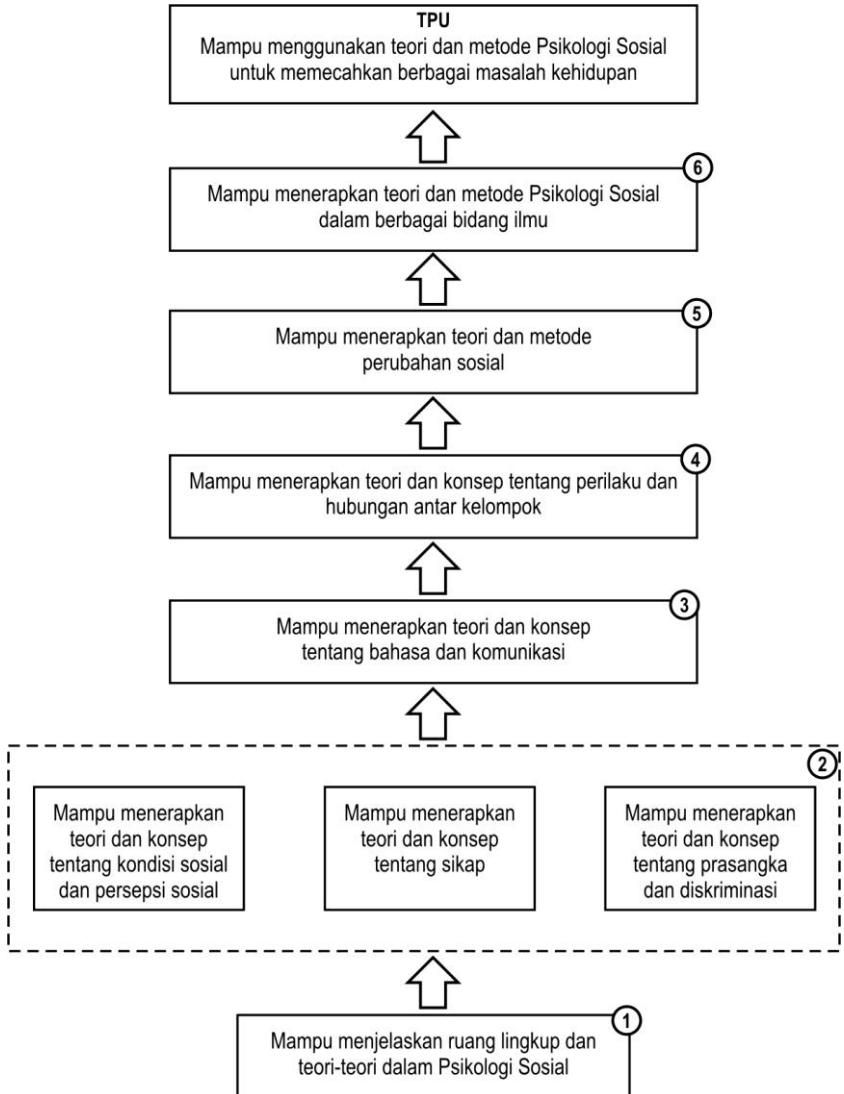 TPU
Mampu menggunakan teori dan metode Psikologi Sosial
untuk memecahkan berbagai masalah kehidupan
6
Mampu menerapkan teori dan metode Psikologi Sosial
dalam berbagai bidang ilmu
5
Mampu menerapkan teori dan metode
perubahan sosial
4
Mampu menerapkan teori dan konsep tentang perilaku dan
hubungan antar kelompok
3
Mampu menerapkan teori dan konsep
tentang bahasa dan komunikasi
2
Mampu menerapkan
teori dan konsep
tentang kondisi sosial
dan persepsi sosial
Mampu menerapkan
teori dan konsep
tentang sikap
Mampu menerapkan
teori dan konsep
tentang prasangka
dan diskriminasi
1
Mampu menjelaskan ruang lingkup dan
teori-teori dalam Psikologi Sosial